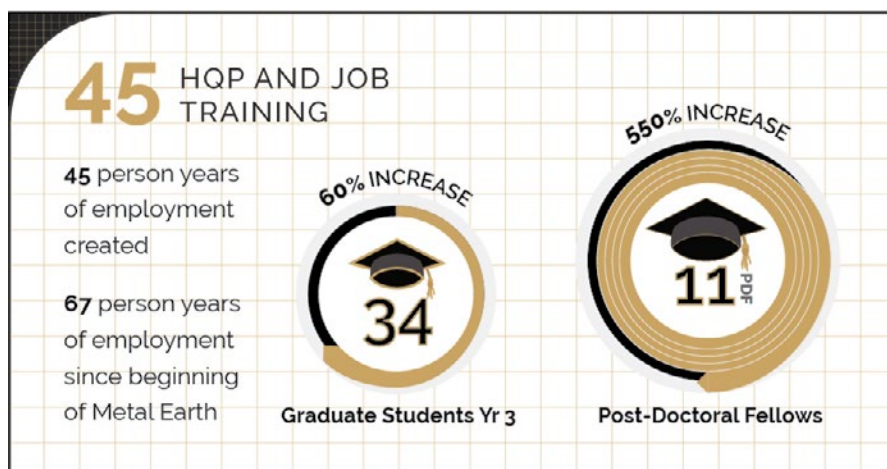 45 HQP AND JOB
TRAINING
45 person years
of employment
created
67 person years
of employment
since beginning
of Metal Earth
60% INCREASE
34
Graduate Students Yr 3
550% INCREASE
11 PDF
Post-Doctoral Fellows